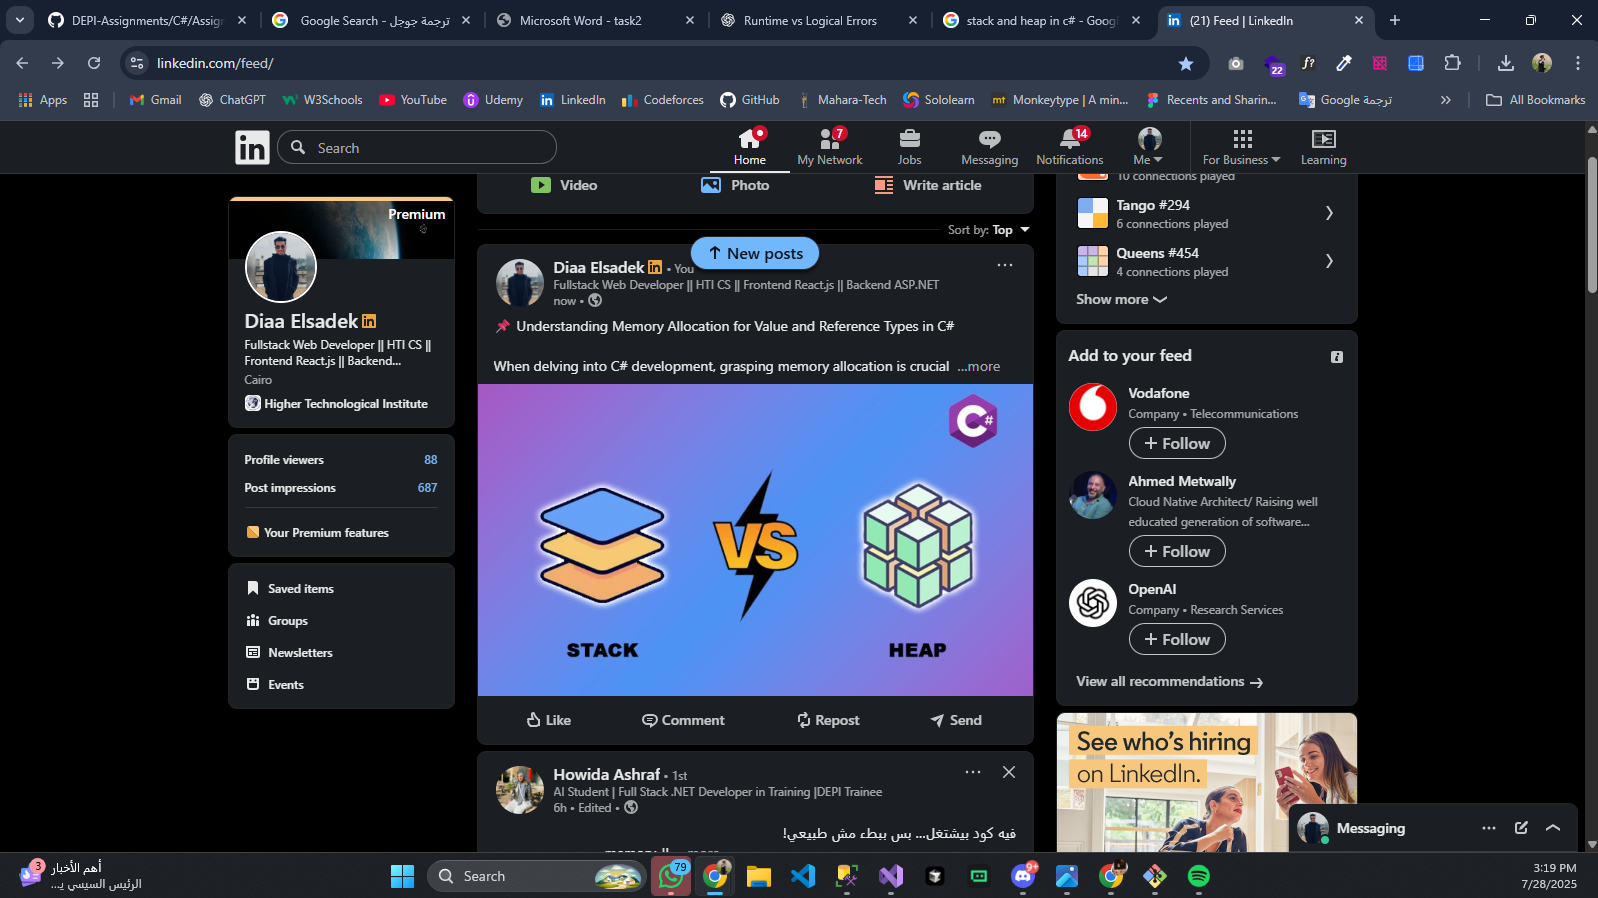 DEPI-Assignments/C#/Assign
Google Search - ترجمة جوجل
Microsoft Word - task2
Runtime vs Logical Errors
stack and heap in c# - Goog
(21) Feed | LinkedIn
linkedin.com/feed/
22
f?
Apps
Gmail
ChatGPT
W3Schools
YouTube
Udemy
LinkedIn
Codeforces
GitHub
Mahara-Tech
Sololearn
mt
Monkeytype | A min...
Recents and Sharin...
ترجمة Google
All Bookmarks
in
Search
Home
7
My Network
Jobs
Messaging
14
Notifications
Me
For Business
Learning
Premium
Diaa Elsadek
Fullstack Web Developer || HTI CS ||
Frontend React.js || Backend...
Cairo
Higher Technological Institute
Profile viewers 88
Post impressions 687
Your Premium features
Saved items
Groups
Newsletters
Events
Video
Photo
Write article
Sort by: Top
New posts
Diaa Elsadek • You
Fullstack Web Developer || HTI CS || Frontend React.js || Backend ASP.NET
now •
Understanding Memory Allocation for Value and Reference Types in C#
When delving into C# development, grasping memory allocation is crucial ...more
C#
VS
STACK
HEAP
Like
Comment
Repost
Send
Howida Ashraf • 1st
AI Student | Full Stack .NET Developer in Training |DEPI Trainee
6h • Edited •
فيه كود بيشتغل... بس ببطء مش طبيعي!
10 connections played
Tango #294
6 connections played
Queens #454
4 connections played
Show more
Add to your feed
Vodafone
Company • Telecommunications
+ Follow
Ahmed Metwally
Cloud Native Architect/ Raising well
educated generation of software...
+ Follow
OpenAI
Company • Research Services
+ Follow
View all recommendations →
See who's hiring
on LinkedIn.
Messaging
3
أهم الأخبار
الرئيس السيسي يـ...
Search
79
9+
3:19 PM
7/28/2025